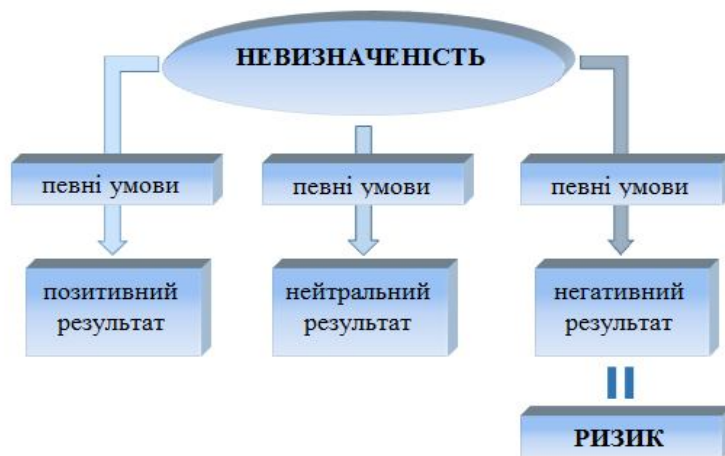 НЕВИЗНАЧЕНІСТЬ
певні умови
певні умови
певні умови
позитивний
результат
нейтральний
результат
негативний
результат
РИЗИК